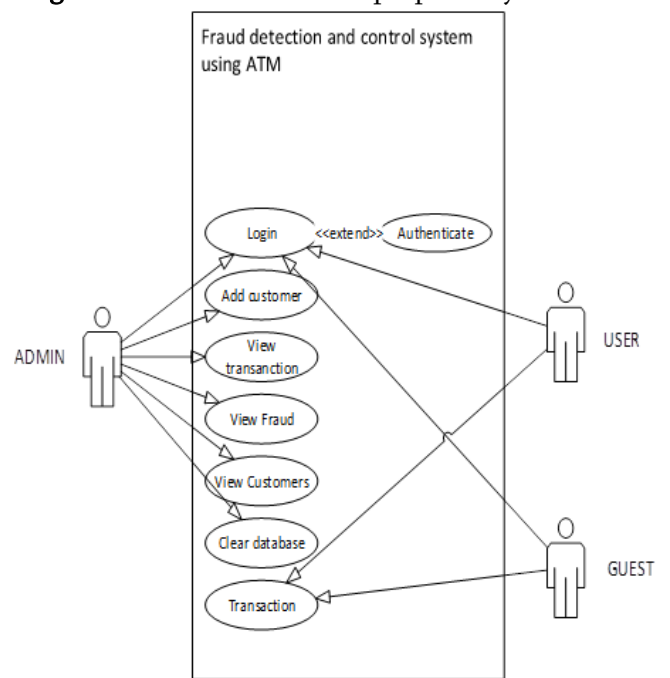 Fraud detection and control system
using ATM
Login
<<extend>>
Authenticate
Add customer
ADMIN
View
transanction
USER
View Fraud
View Customers
Clear database
GUEST
Transaction